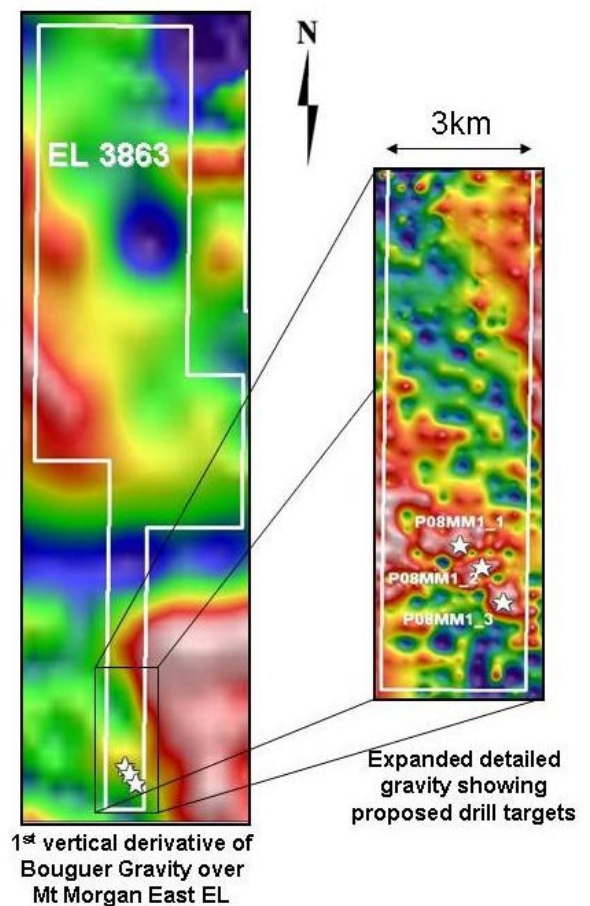 N
EL 3863
3km
P08MM1_1
P08MM1_2
P08MM1_3
Expanded detailed
gravity showing
proposed drill targets
1st vertical derivative of
Bouguer Gravity over
Mt Morgan East EL